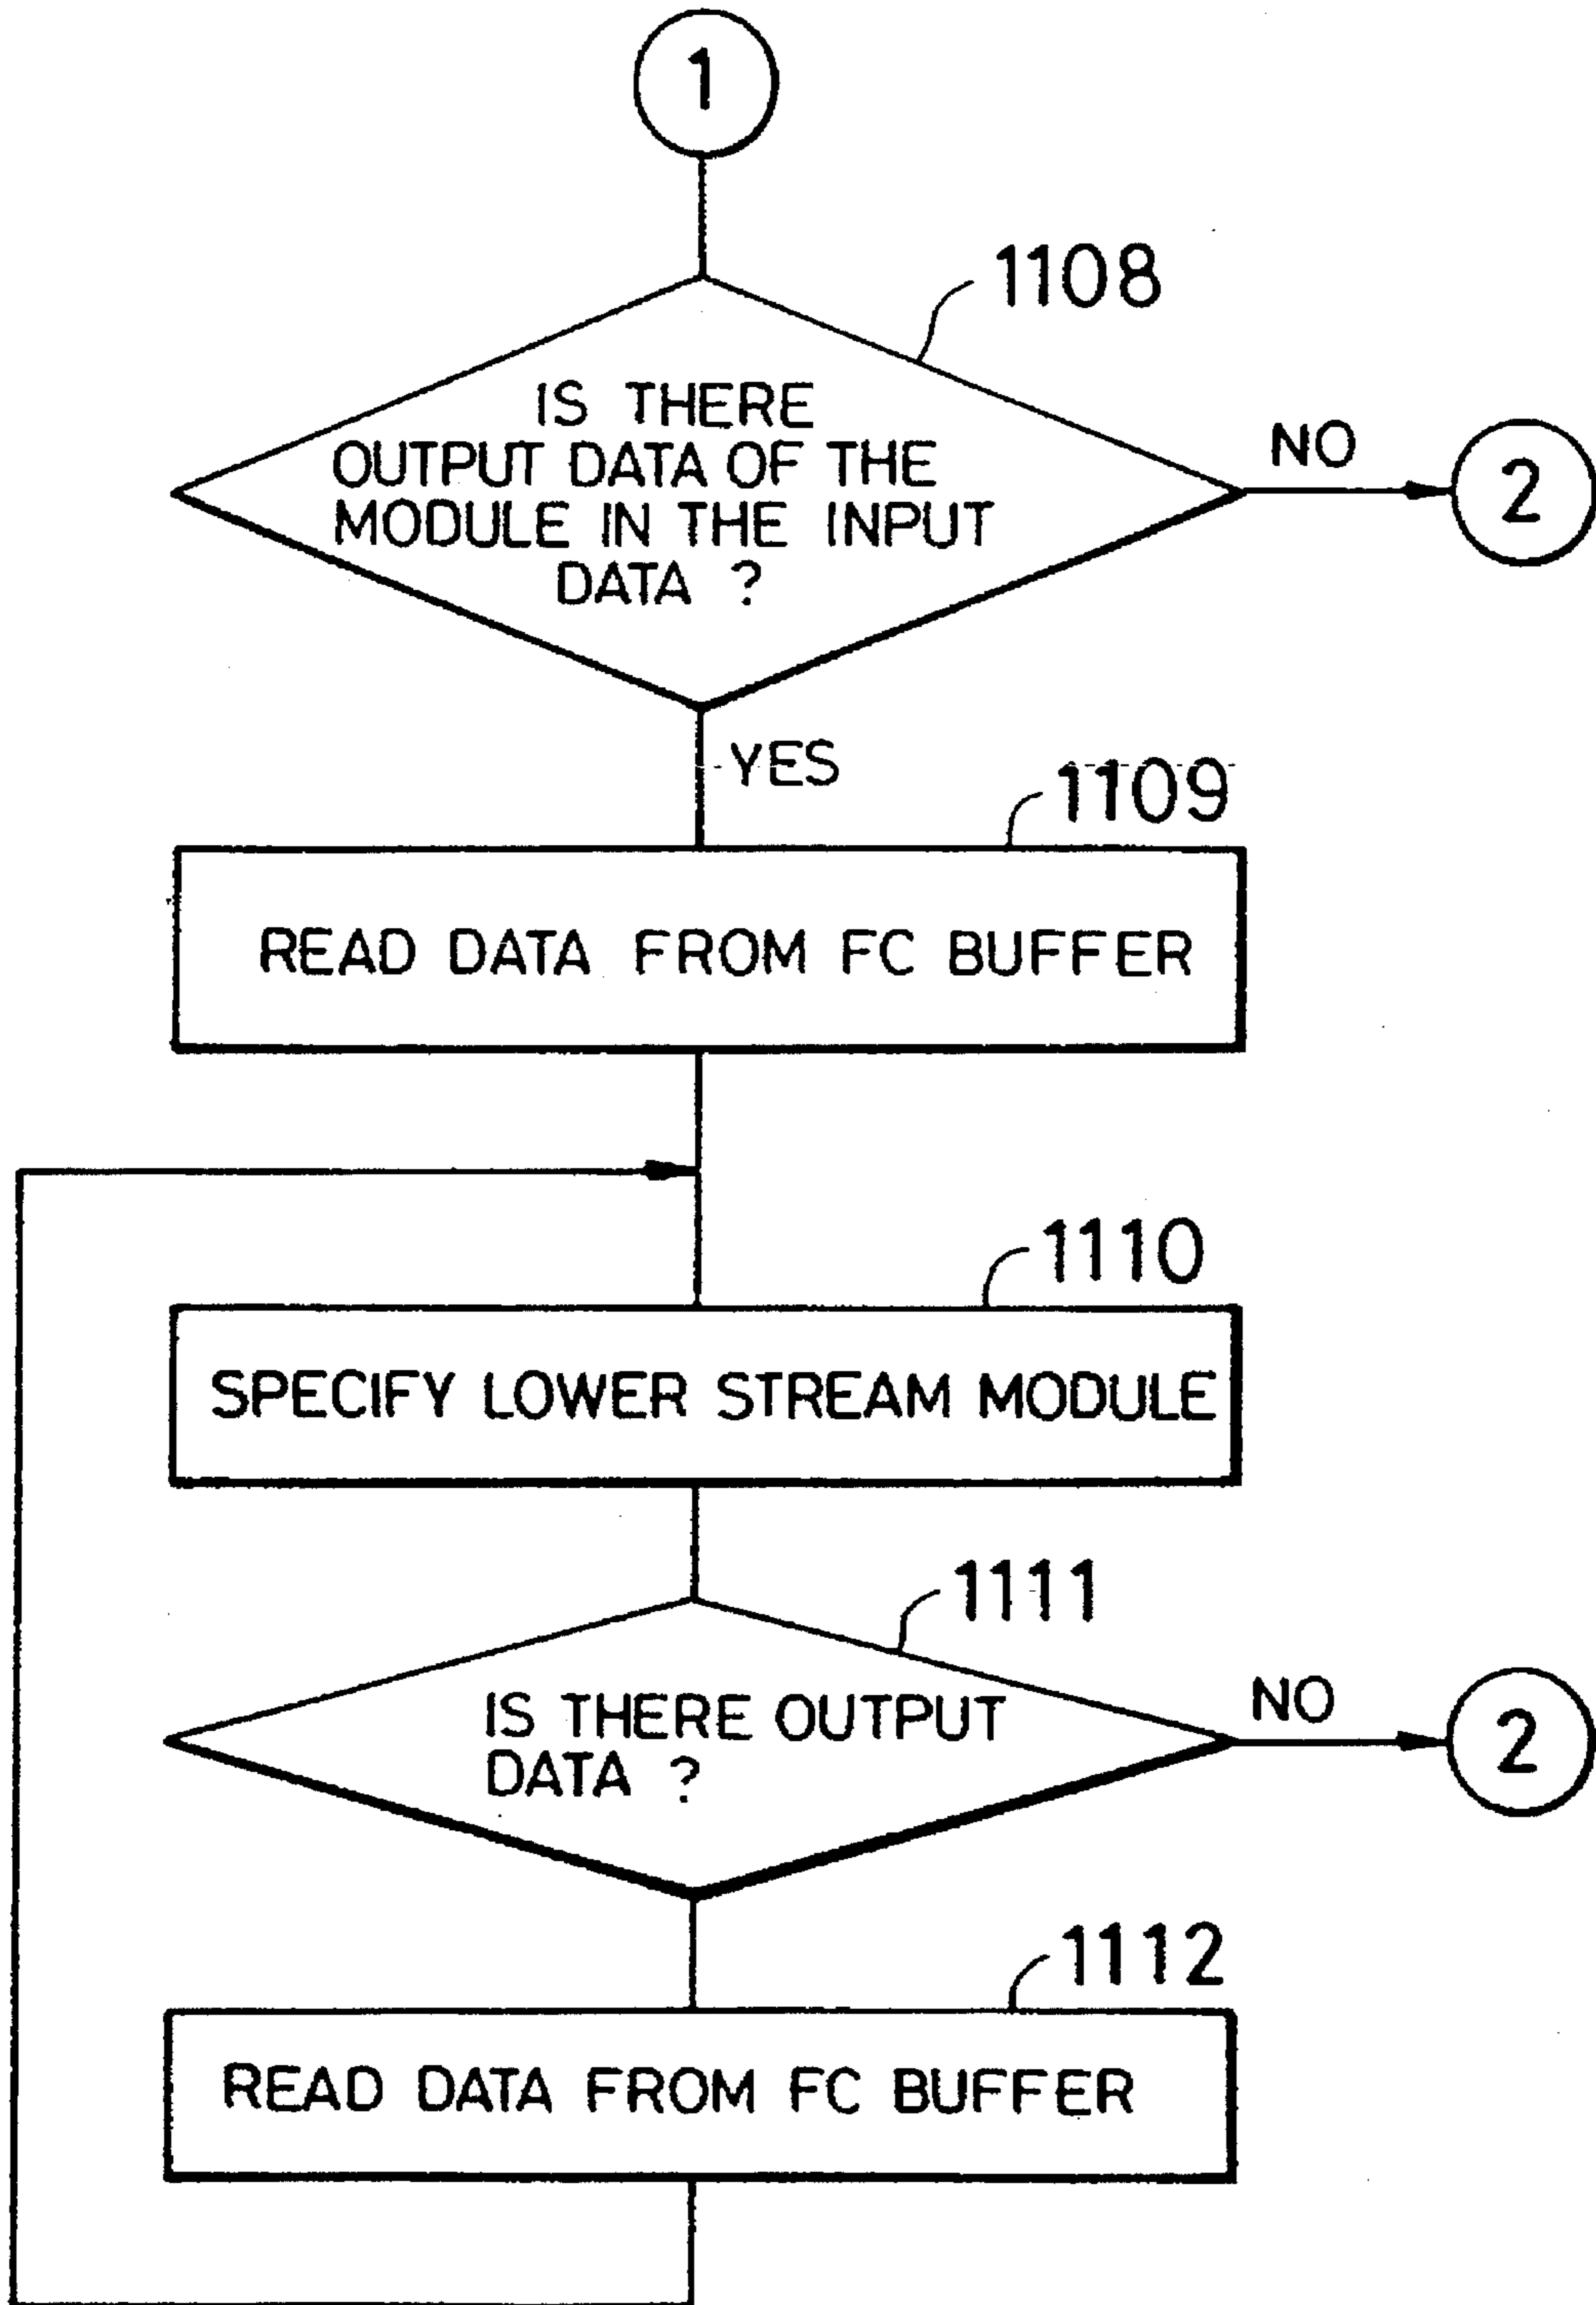 1
1108
IS THERE
OUTPUT DATA OF THE
MODULE IN THE INPUT
DATA ?
NO
2
YES
1109
READ DATA FROM FC BUFFER
1110
SPECIFY LOWER STREAM MODULE
1111
IS THERE OUTPUT
DATA ?
NO
2
1112
READ DATA FROM FC BUFFER